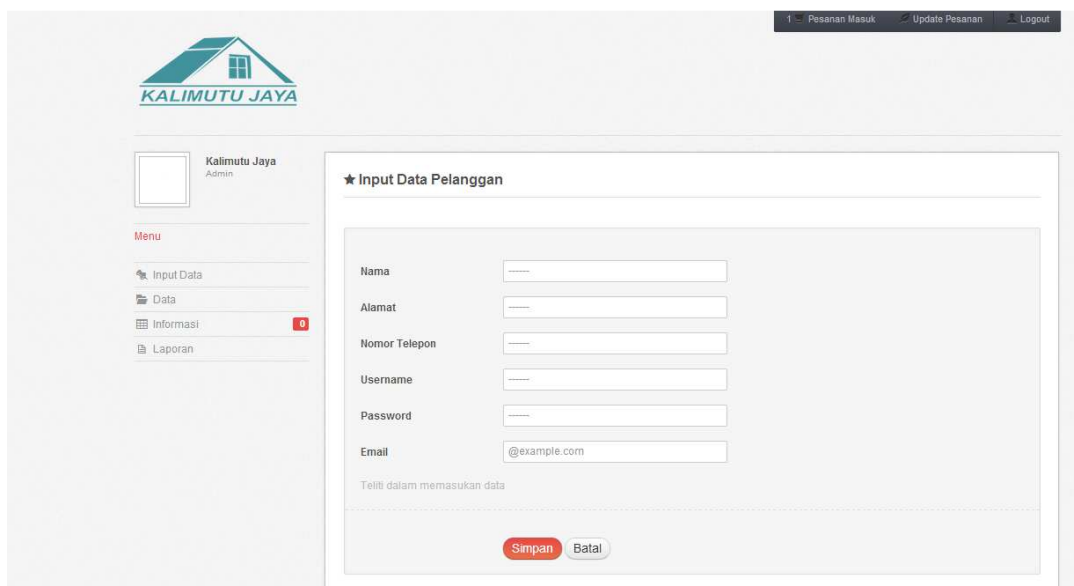 1 Pesanan Masuk Update Pesanan Logout
KALIMUTU JAYA
Kalimutu Jaya
Admin
Menu
Input Data
Data
Informasi 0
Laporan
Input Data Pelanggan
Nama ------
Alamat ------
Nomor Telepon ------
Username ------
Password ------
Email @example.com
Teliti dalam memasukan data
Simpan Batal